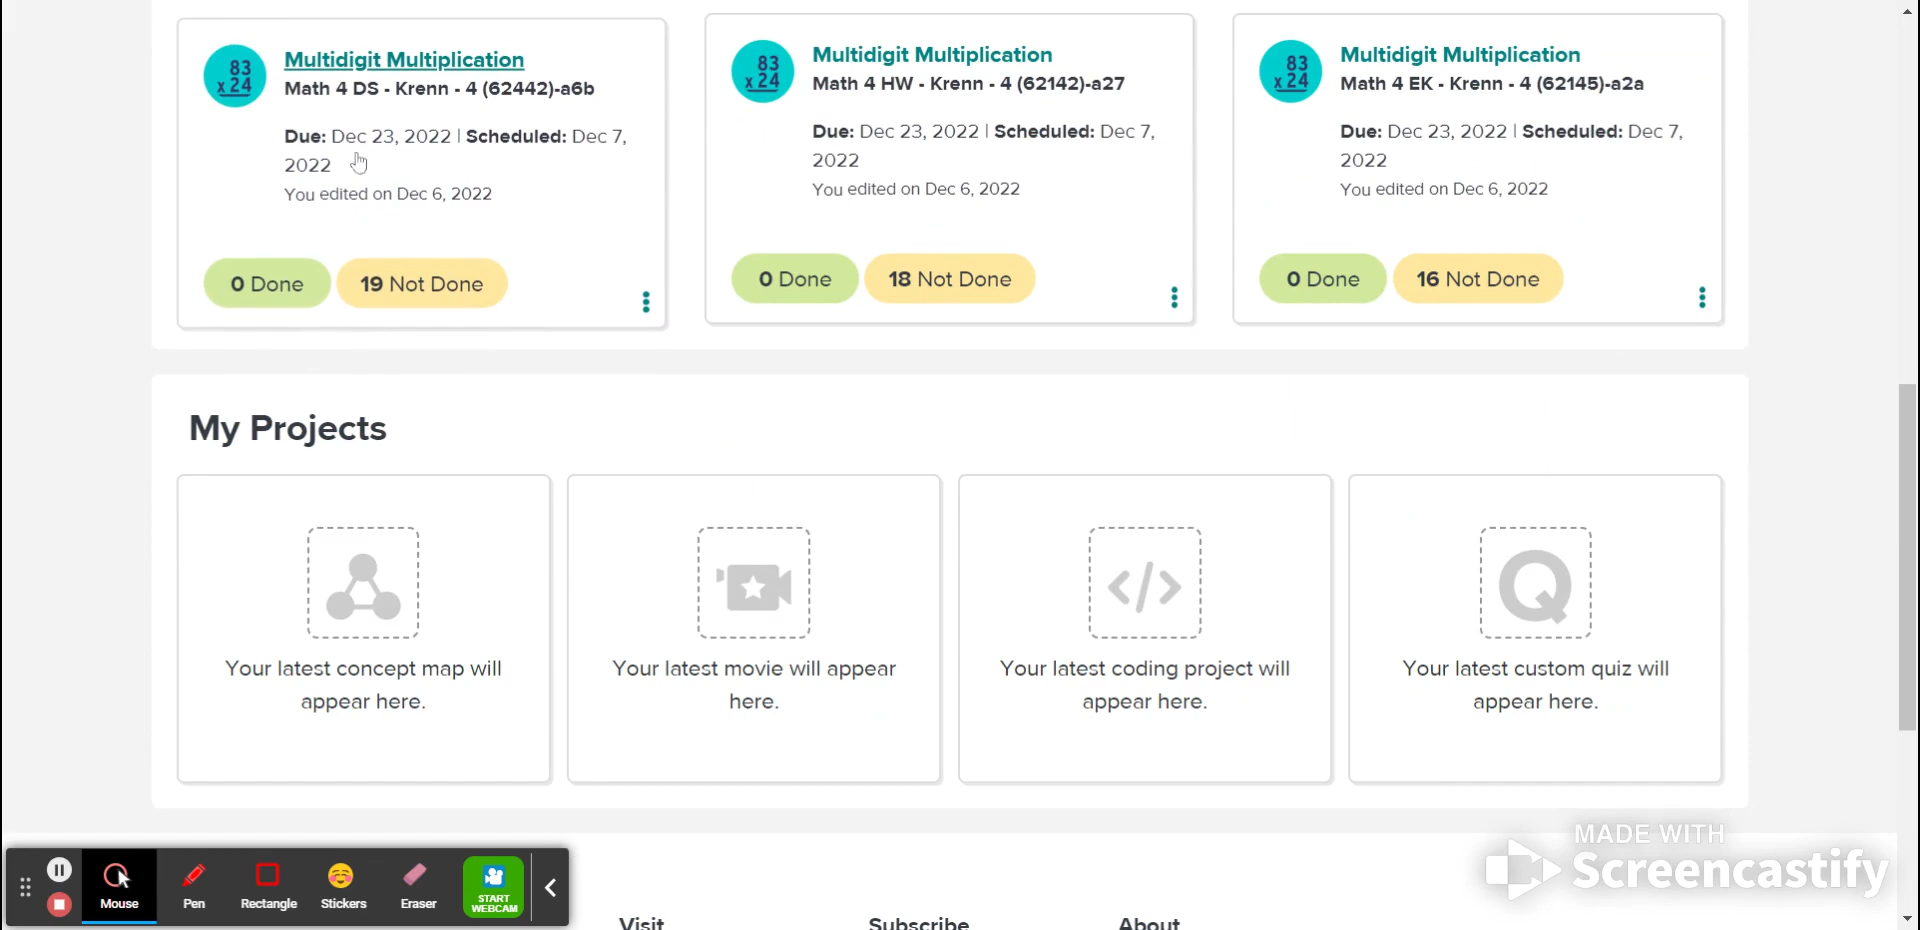 83
x 24
Multidigit Multiplication
Math 4 DS - Krenn - 4 (62442)-a6b
Due: Dec 23, 2022 | Scheduled: Dec 7,
2022
You edited on Dec 6, 2022
0 Done
19 Not Done
83
x 24
Multidigit Multiplication
Math 4 HW - Krenn - 4 (62142)-a27
Due: Dec 23, 2022 | Scheduled: Dec 7,
2022
You edited on Dec 6, 2022
0 Done
18 Not Done
83
x 24
Multidigit Multiplication
Math 4 EK - Krenn - 4 (62145)-a2a
Due: Dec 23, 2022 | Scheduled: Dec 7,
2022
You edited on Dec 6, 2022
0 Done
16 Not Done
My Projects
Your latest concept map will
appear here.
Your latest movie will appear
here.
Your latest coding project will
appear here.
Q
Your latest custom quiz will
appear here.
Mouse
Pen
Rectangle
Stickers
Eraser
START
WEBCAM
Visit
Subscribe
About
MADE WITH
Screencastify